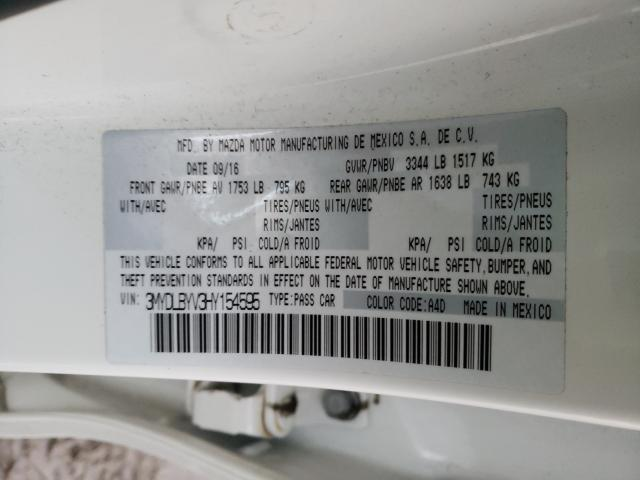 MFD. BY MAZDA MOTOR MANUFACTURING DE MEXICO S.A. DE C.V.
DATE 09/16 GVWR/PNBV 3344 LB 1517 KG
FRONT GAWR/PNBE AV 1753 LB 795 KG REAR GAWR/PNBE AR 1638 LB 743 KG
WITH/AVEC TIRES/PNEUS WITH/AVEC TIRES/PNEUS
RIMS/JANTES RIMS/JANTES
KPA/ PSI COLD/A FROID KPA/ PSI COLD/A FROID
THIS VEHICLE CONFORMS TO ALL APPLICABLE FEDERAL MOTOR VEHICLE SAFETY, BUMPER, AND
THEFT PREVENTION STANDARDS IN EFFECT ON THE DATE OF MANUFACTURE SHOWN ABOVE.
VIN: 3MYDLBYV3HY154595 TYPE:PASS CAR COLOR CODE:A4D MADE IN MEXICO